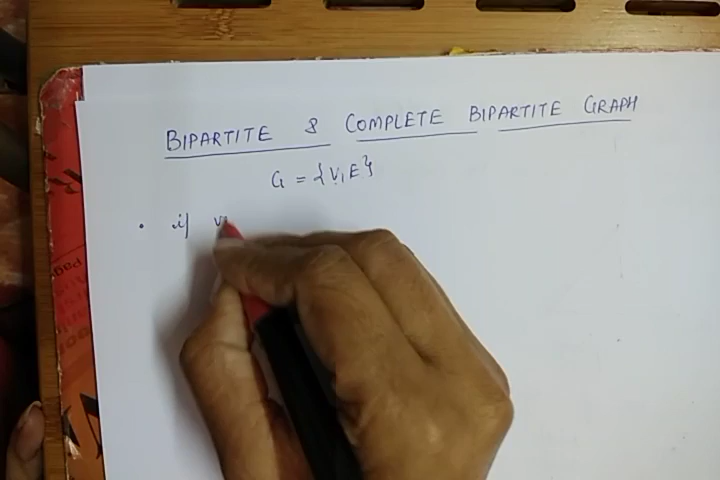 BIPARTITE & COMPLETE BIPARTITE GRAPH
G = {V, E}
• if v